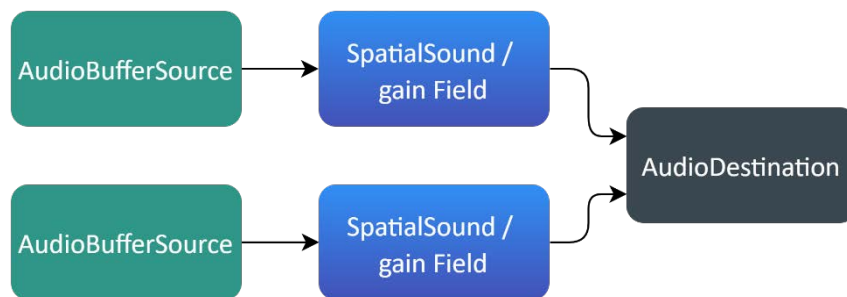 AudioBufferSource
SpatialSound /
gain Field
AudioDestination
AudioBufferSource
SpatialSound /
gain Field